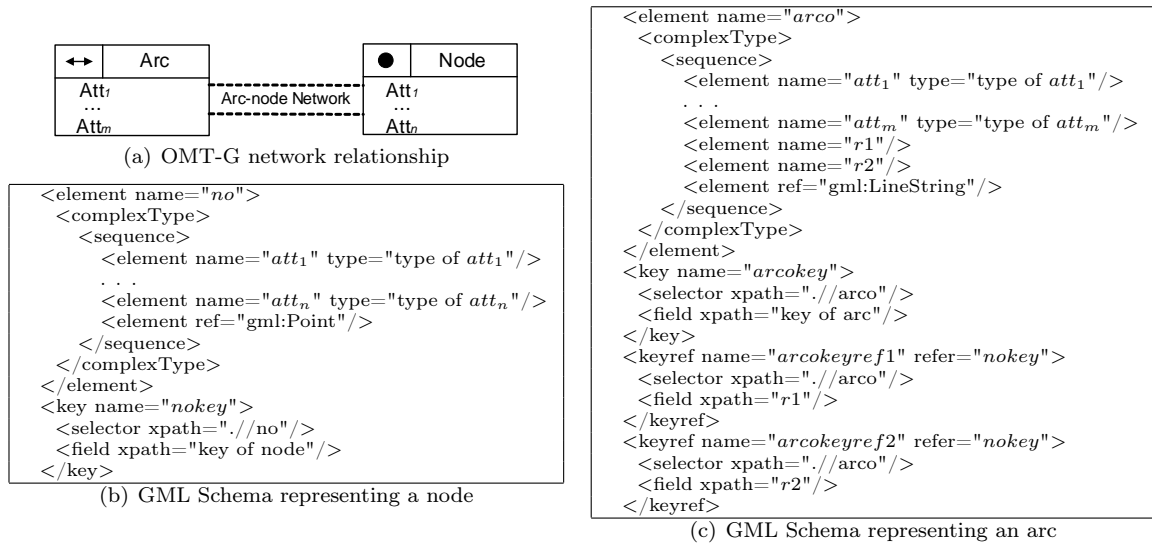 Arc
Att1
...
Attm
Arc-node Network
Node
Att1
...
Attn
(a) OMT-G network relationship
<element name="no">
<complexType>
<sequence>
<element name="att1" type="type of att1"/>
. . .
<element name="attn" type="type of attn"/>
<element ref="gml:Point"/>
</sequence>
</complexType>
</element>
<key name="nokey">
<selector xpath=".//no"/>
<field xpath="key of node"/>
</key>
(b) GML Schema representing a node
<element name="arco">
<complexType>
<sequence>
<element name="att1" type="type of att1"/>
. . .
<element name="attm" type="type of attm"/>
<element name="r1"/>
<element name="r2"/>
<element ref="gml:LineString"/>
</sequence>
</complexType>
</element>
<key name="arcokey">
<selector xpath=".//arco"/>
<field xpath="key of arc"/>
</key>
<keyref name="arcokeyref1" refer="nokey">
<selector xpath=".//arco"/>
<field xpath="r1"/>
</keyref>
<keyref name="arcokeyref2" refer="nokey">
<selector xpath=".//arco"/>
<field xpath="r2"/>
</keyref>
(c) GML Schema representing an arc